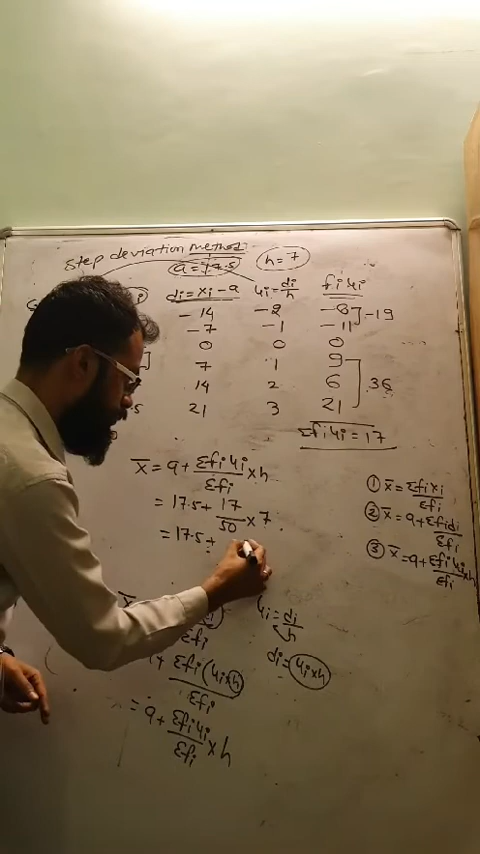 Step deviation method:
a = 17.5 h = 7
di = xi - a ui = di/h fiui
-14 -2 -8
-7 -1 -11 -19
0 0 0
7 1 9
14 2 6 36
21 3 21
Σfiui = 17
x̄ = a + Σfiui/Σfi × h
= 17.5 + 17/50 × 7
= 17.5 +
① x̄ = Σfixi/Σfi
② x̄ = a + Σfidi/Σfi
③ x̄ = a + Σfiui/Σfi × h
Σfi
+ Σfi(ui×h)/Σfi
= a + Σfiui/Σfi × h
ui = di/h
di = ui×h